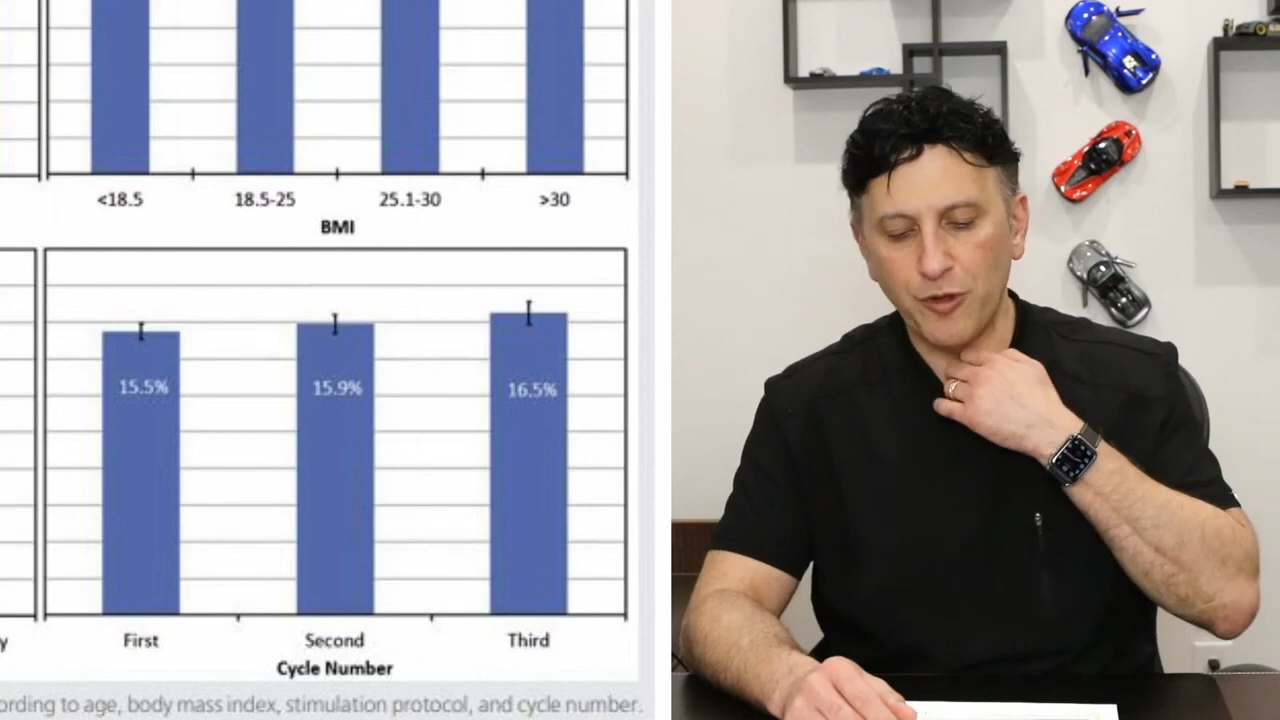 <18.5 18.5-25 25.1-30 >30
BMI
15.5% 15.9% 16.5%
First Second Third
Cycle Number
according to age, body mass index, stimulation protocol, and cycle number.